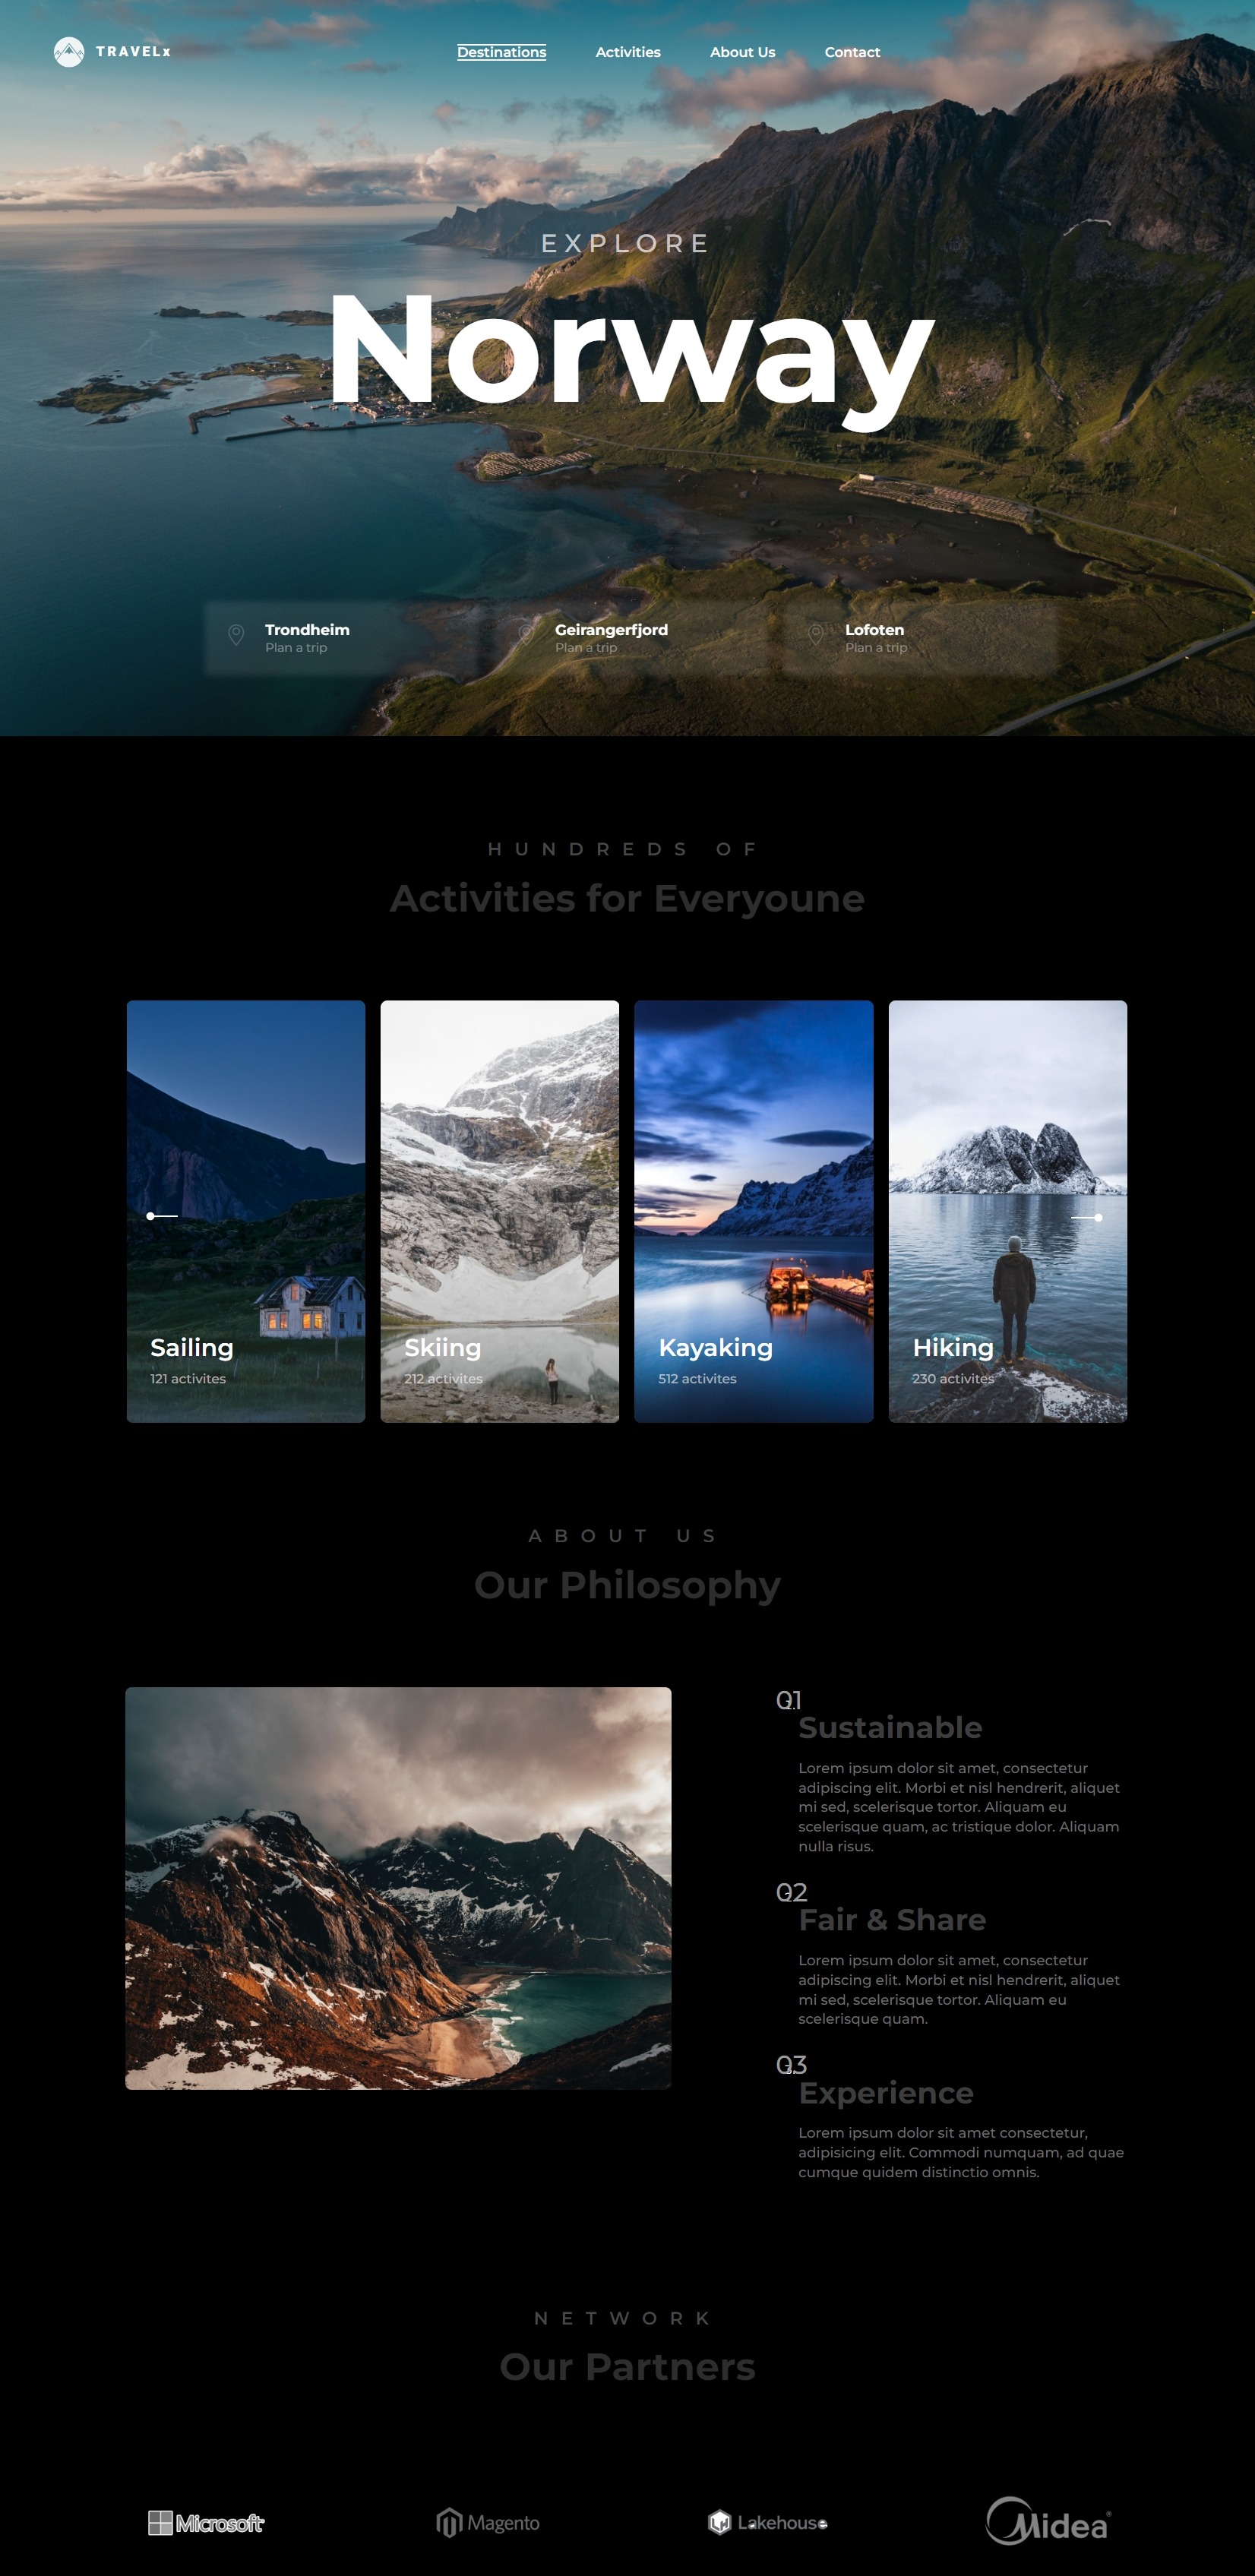 TRAVELx
Destinations
Activities
About Us
Contact
EXPLORE
Norway
Trondheim
Plan a trip
Geirangerfjord
Plan a trip
Lofoten
Plan a trip
HUNDREDS OF
Activities for Everyoune
Sailing
121 activites
Skiing
212 activites
Kayaking
512 activites
Hiking
230 activites
ABOUT US
Our Philosophy
01
Sustainable
Lorem ipsum dolor sit amet, consectetur
adipiscing elit. Morbi et nisl hendrerit, aliquet
mi sed, scelerisque tortor. Aliquam eu
scelerisque quam, ac tristique dolor. Aliquam
nulla risus.
02
Fair & Share
Lorem ipsum dolor sit amet, consectetur
adipiscing elit. Morbi et nisl hendrerit, aliquet
mi sed, scelerisque tortor. Aliquam eu
scelerisque quam.
03
Experience
Lorem ipsum dolor sit amet consectetur,
adipisicing elit. Commodi numquam, ad quae
cumque quidem distinctio omnis.
NETWORK
Our Partners
Microsoft
Magento
Lakehouse
Midea®